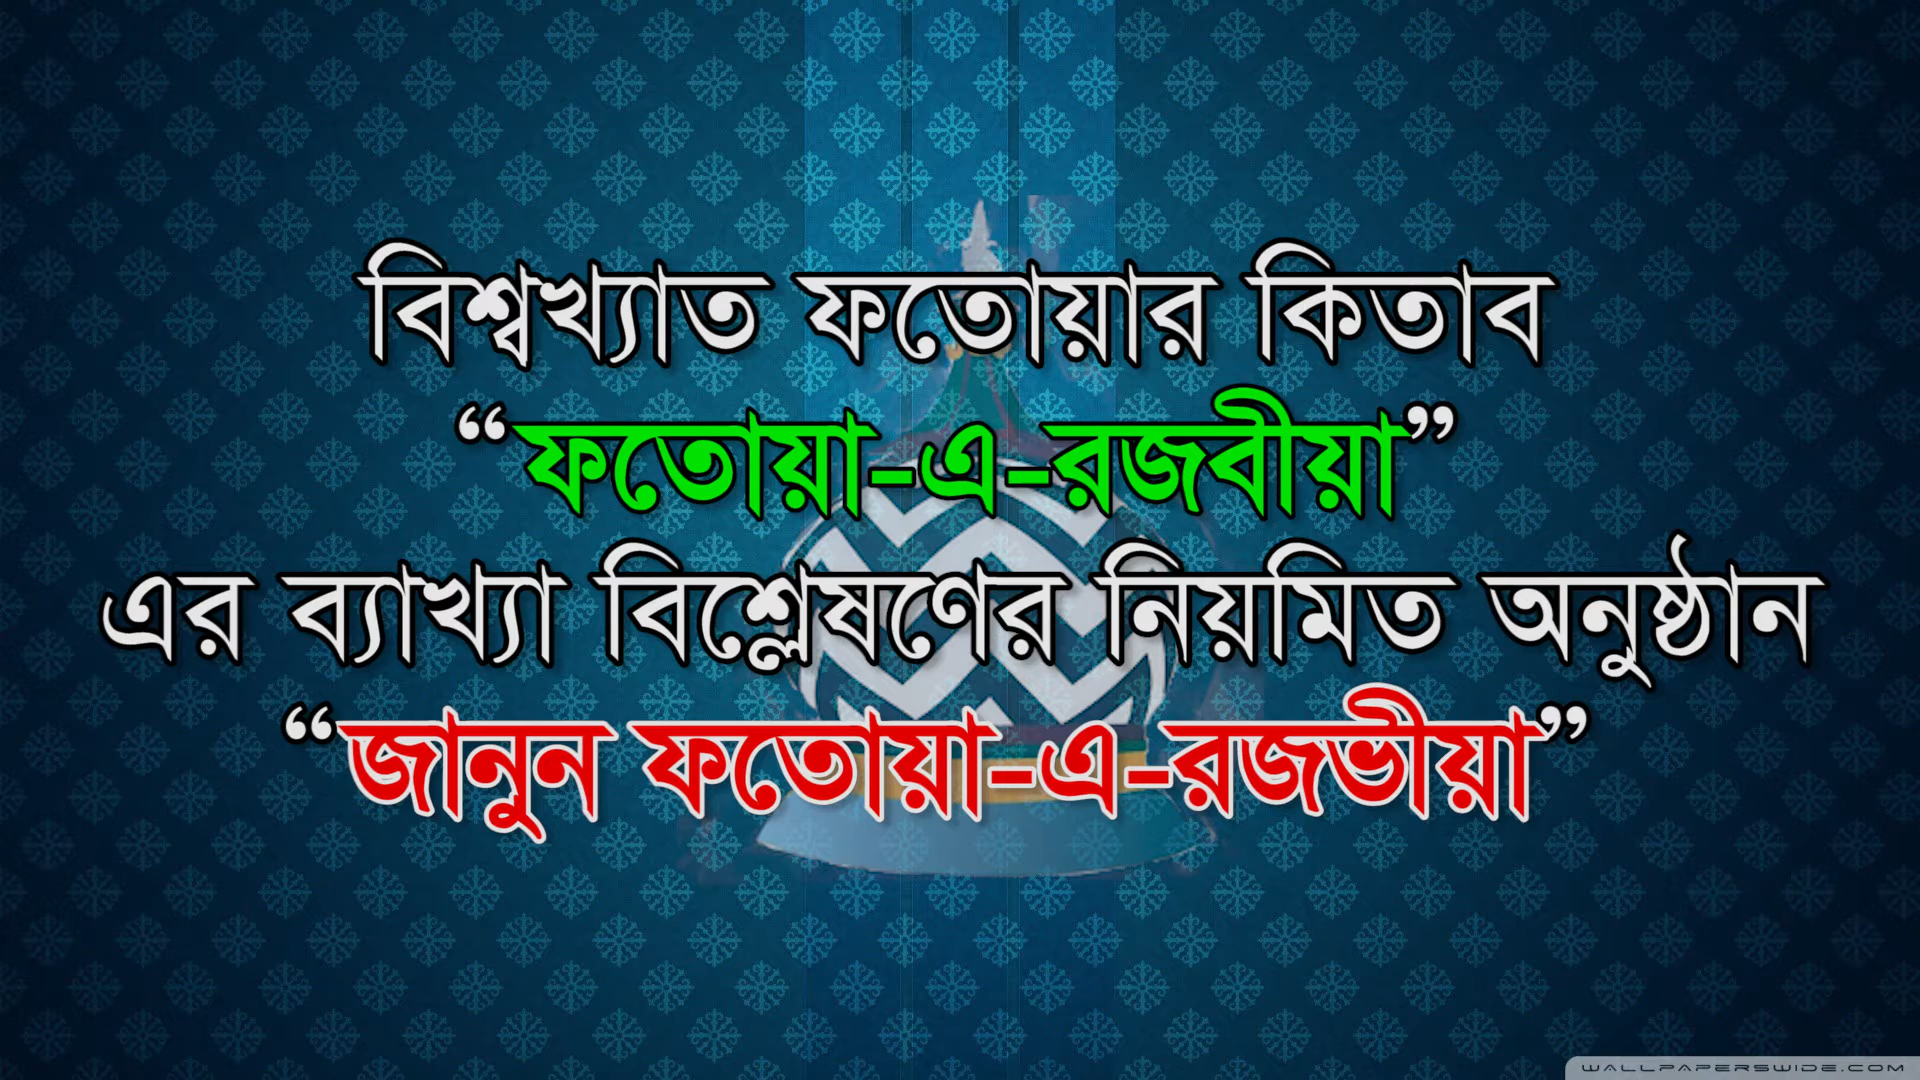 বিশ্বখ্যাত ফতোয়ার কিতাব
“ফতোয়া-এ-রজবীয়া”
এর ব্যাখ্যা বিশ্লেষণের নিয়মিত অনুষ্ঠান
“জানুন ফতোয়া-এ-রজভীয়া”
WALLPAPERSWIDE.COM